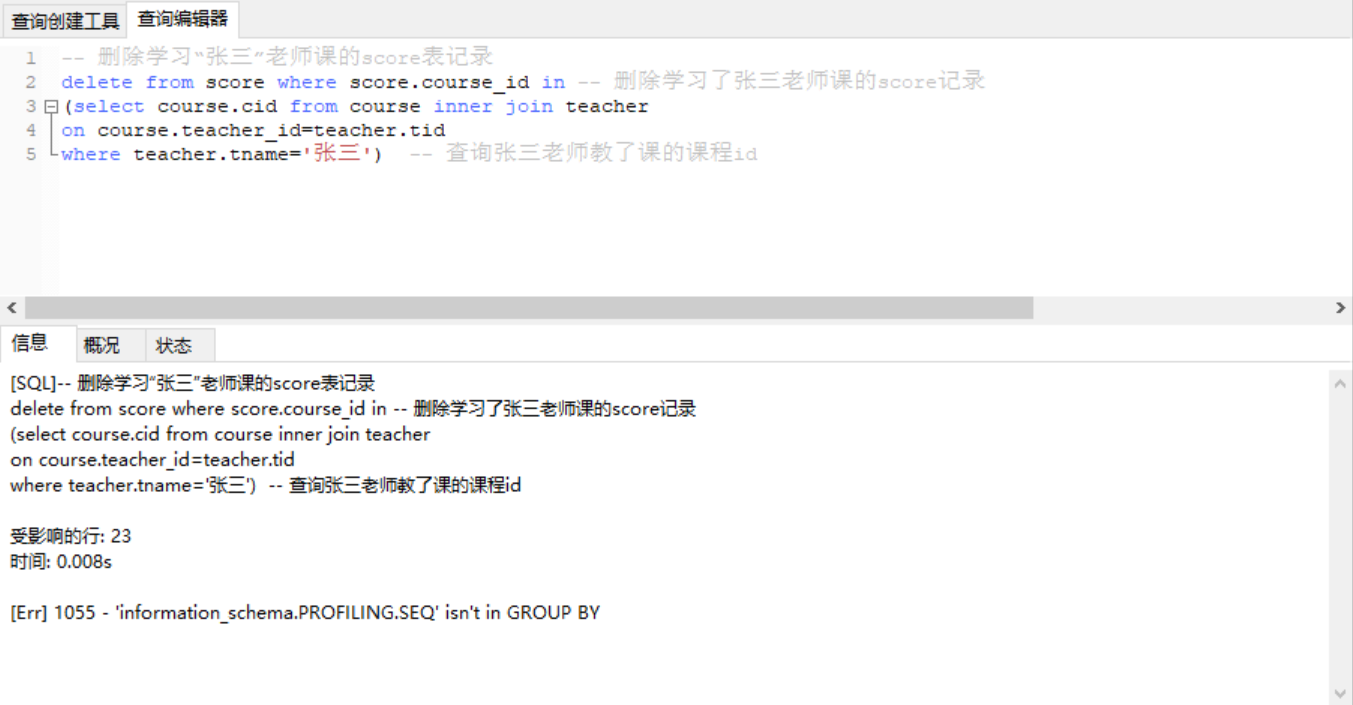 查询创建工具 查询编辑器
1 -- 删除学习“张三”老师课的score表记录
2 delete from score where score.course_id in -- 删除学习了张三老师课的score记录
3 (select course.cid from course inner join teacher
4 on course.teacher_id=teacher.tid
5 where teacher.tname='张三') -- 查询张三老师教了课的课程id
信息 概况 状态
[SQL]-- 删除学习“张三”老师课的score表记录
delete from score where score.course_id in -- 删除学习了张三老师课的score记录
(select course.cid from course inner join teacher
on course.teacher_id=teacher.tid
where teacher.tname='张三') -- 查询张三老师教了课的课程id
受影响的行: 23
时间: 0.008s
[Err] 1055 - 'information_schema.PROFILING.SEQ' isn't in GROUP BY